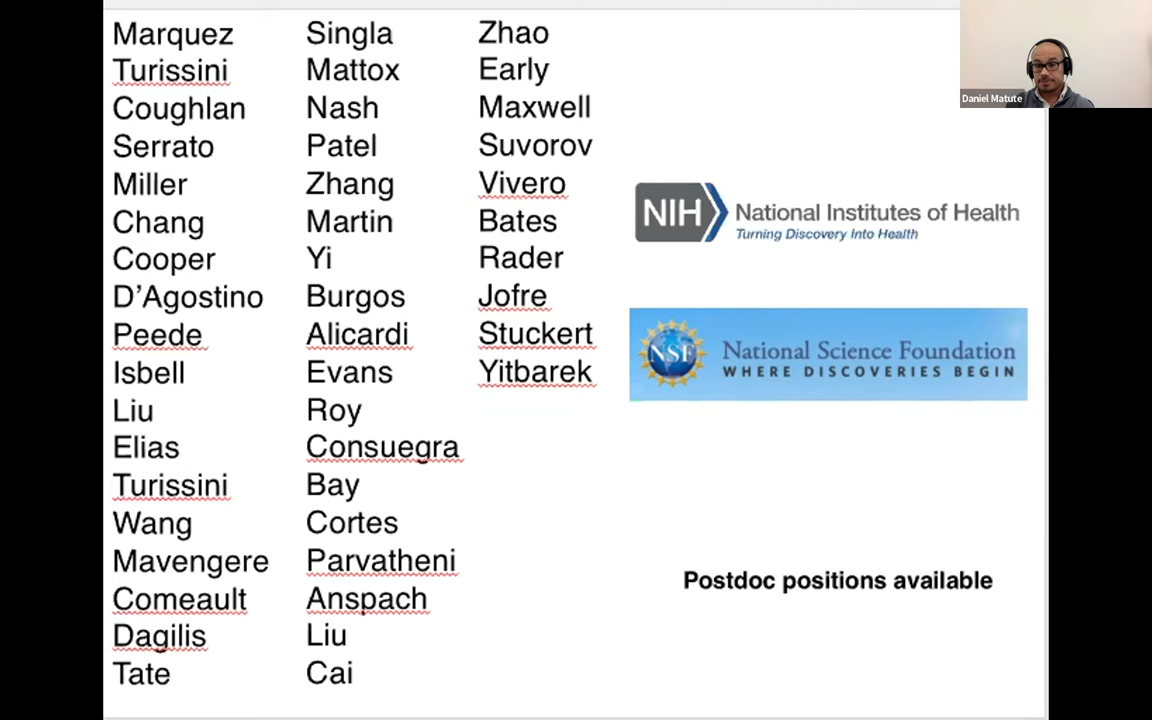 Marquez
Turissini
Coughlan
Serrato
Miller
Chang
Cooper
D'Agostino
Peede
Isbell
Liu
Elias
Turissini
Wang
Mavengere
Comeault
Dagilis
Tate
Singla
Mattox
Nash
Patel
Zhang
Martin
Yi
Burgos
Alicardi
Evans
Roy
Consuegra
Bay
Cortes
Parvatheni
Anspach
Liu
Cai
Zhao
Early
Maxwell
Suvorov
Vivero
Bates
Rader
Jofre
Stuckert
Yitbarek
Daniel Matute
NIH
National Institutes of Health
Turning Discovery Into Health
NSF
National Science Foundation
WHERE DISCOVERIES BEGIN
Postdoc positions available